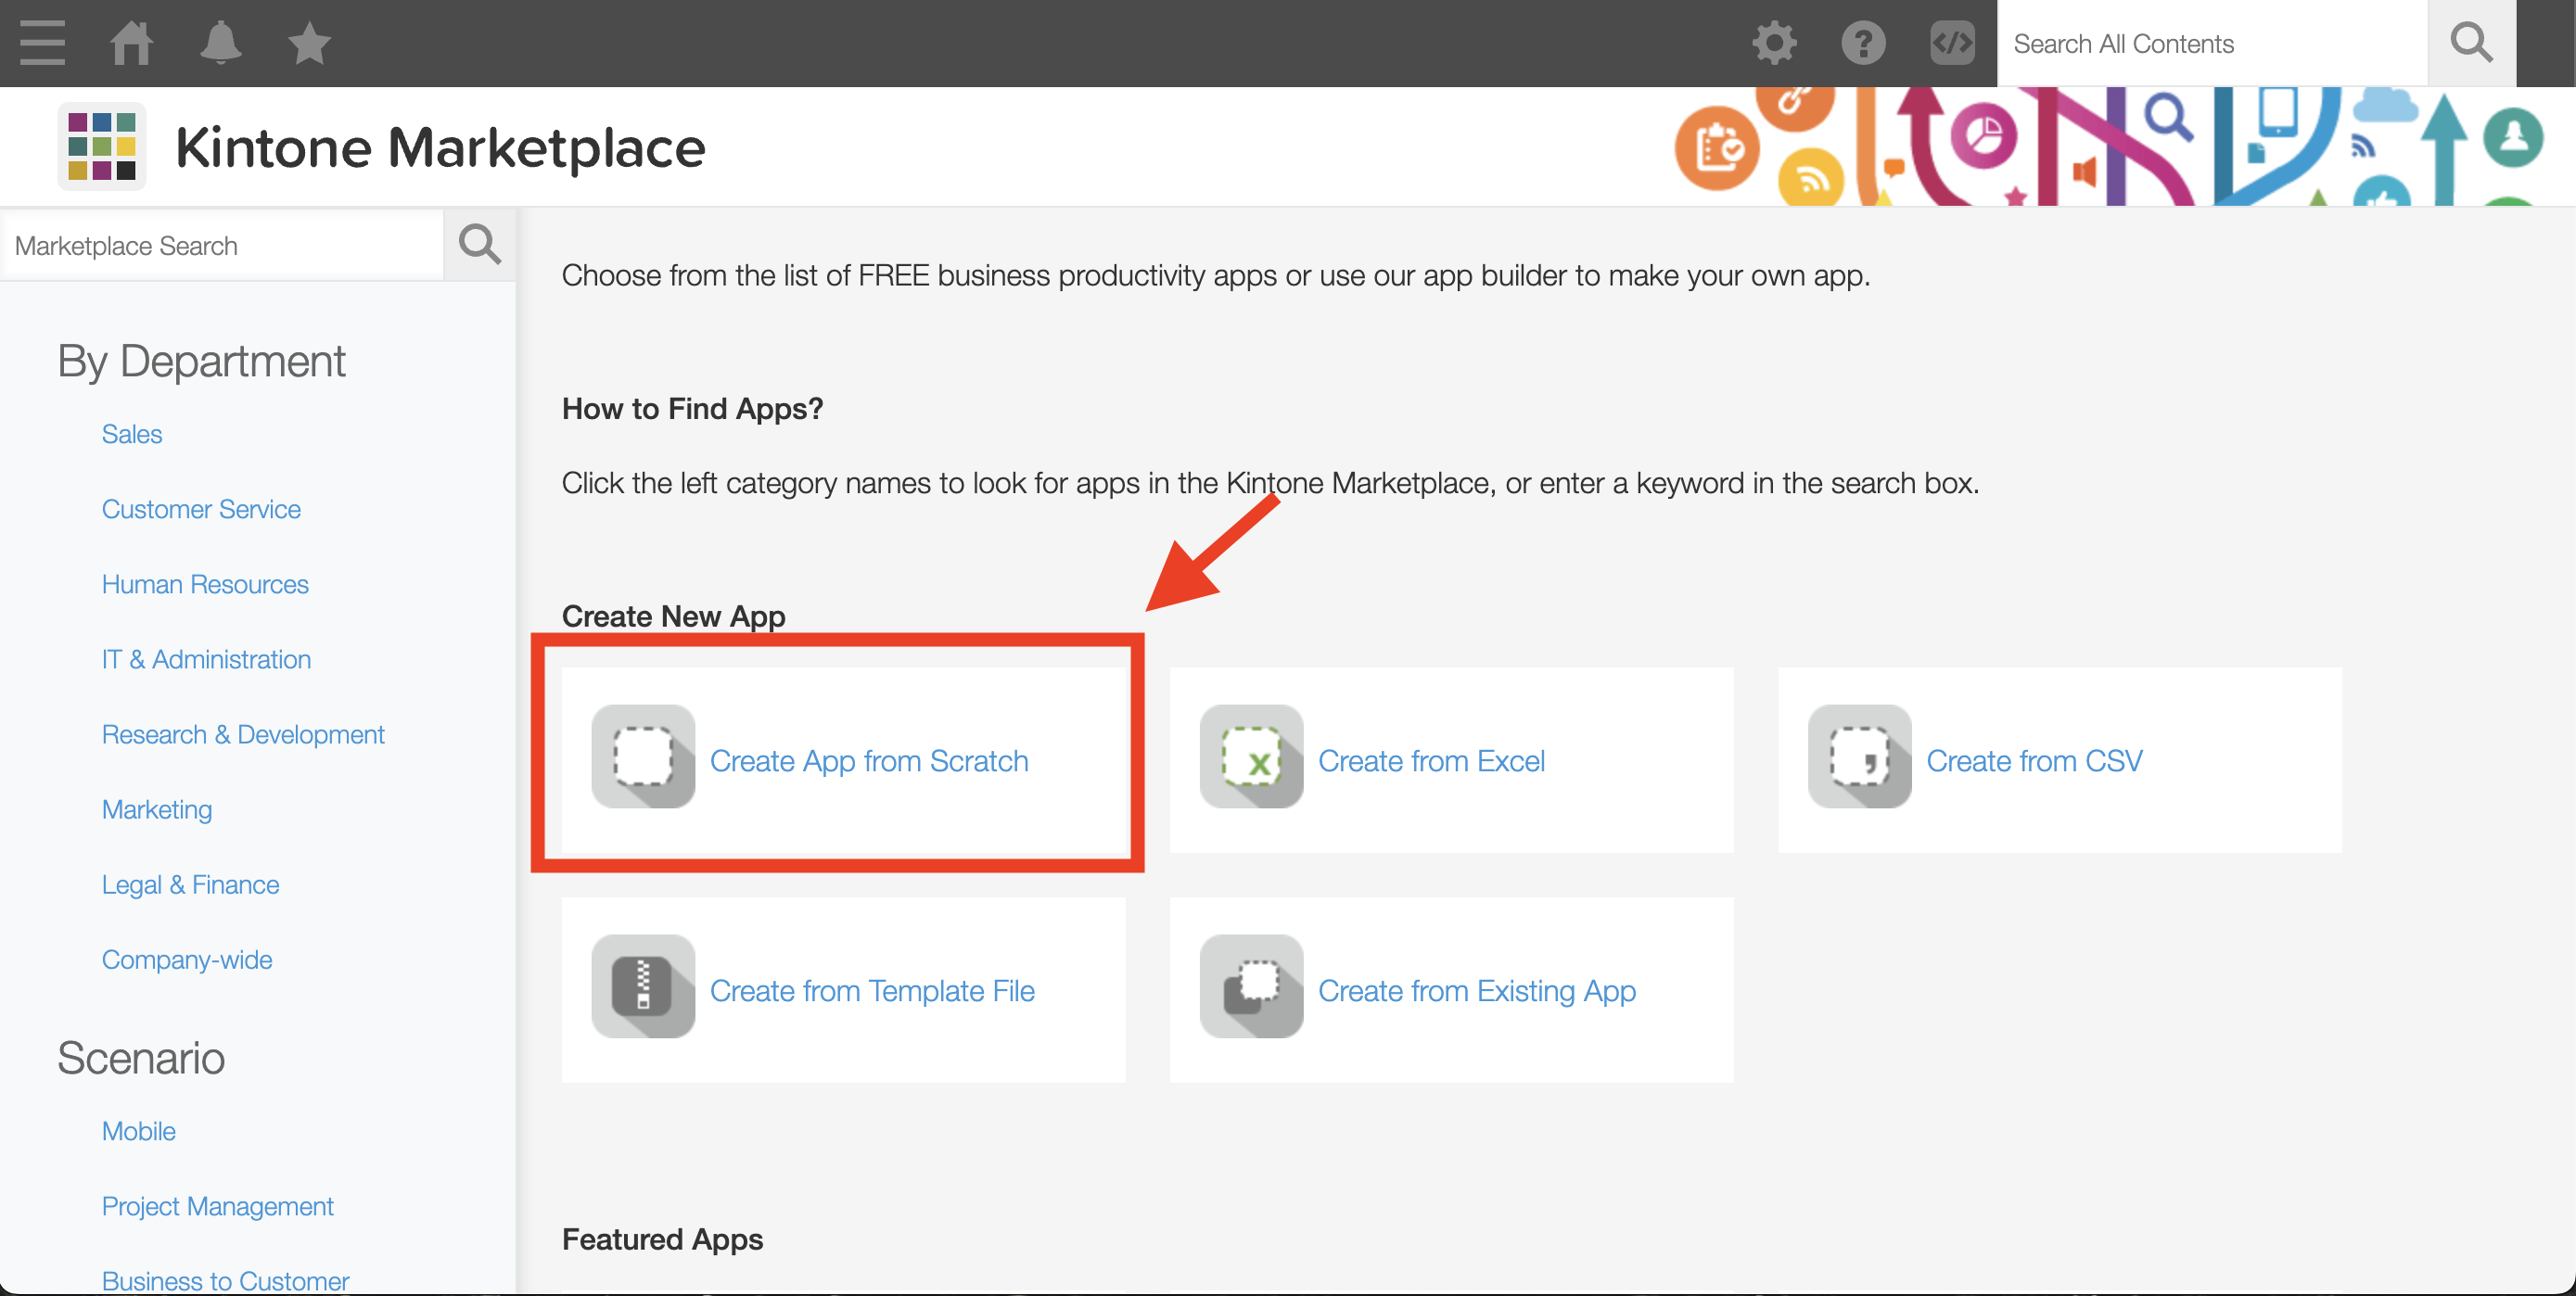 Search All Contents
Kintone Marketplace
Marketplace Search
By Department
Sales
Customer Service
Human Resources
IT & Administration
Research & Development
Marketing
Legal & Finance
Company-wide
Scenario
Mobile
Project Management
Business to Customer
Choose from the list of FREE business productivity apps or use our app builder to make your own app.
How to Find Apps?
Click the left category names to look for apps in the Kintone Marketplace, or enter a keyword in the search box.
Create New App
Create App from Scratch
Create from Excel
Create from CSV
Create from Template File
Create from Existing App
Featured Apps